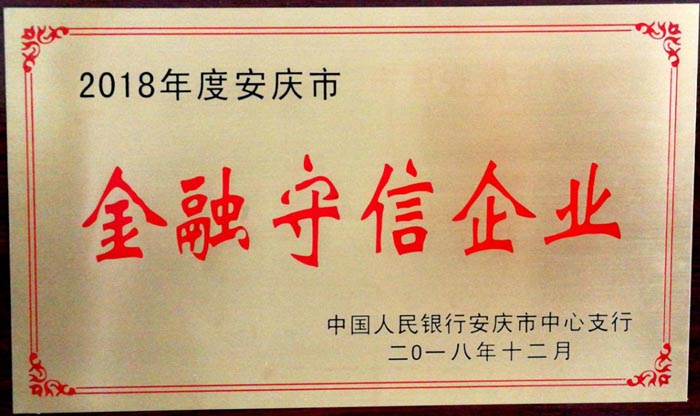 2018年度安庆市
金融守信企业
中国人民银行安庆市中心支行
二O一八年十二月